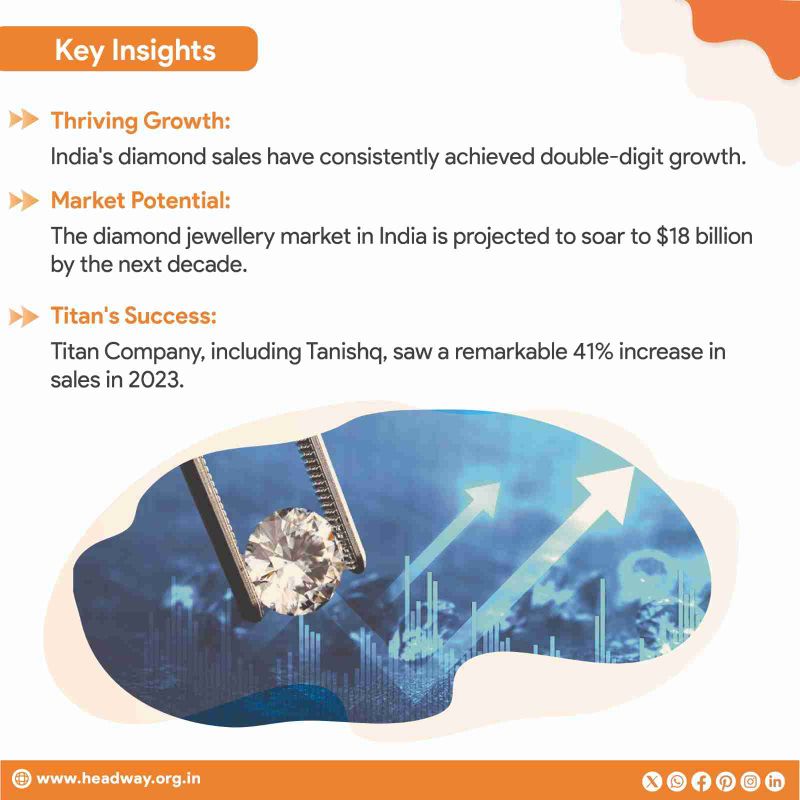 Key Insights
Thriving Growth:
India's diamond sales have consistently achieved double-digit growth.
Market Potential:
The diamond jewellery market in India is projected to soar to $18 billion
by the next decade.
Titan's Success:
Titan Company, including Tanishq, saw a remarkable 41% increase in
sales in 2023.
www.headway.org.in